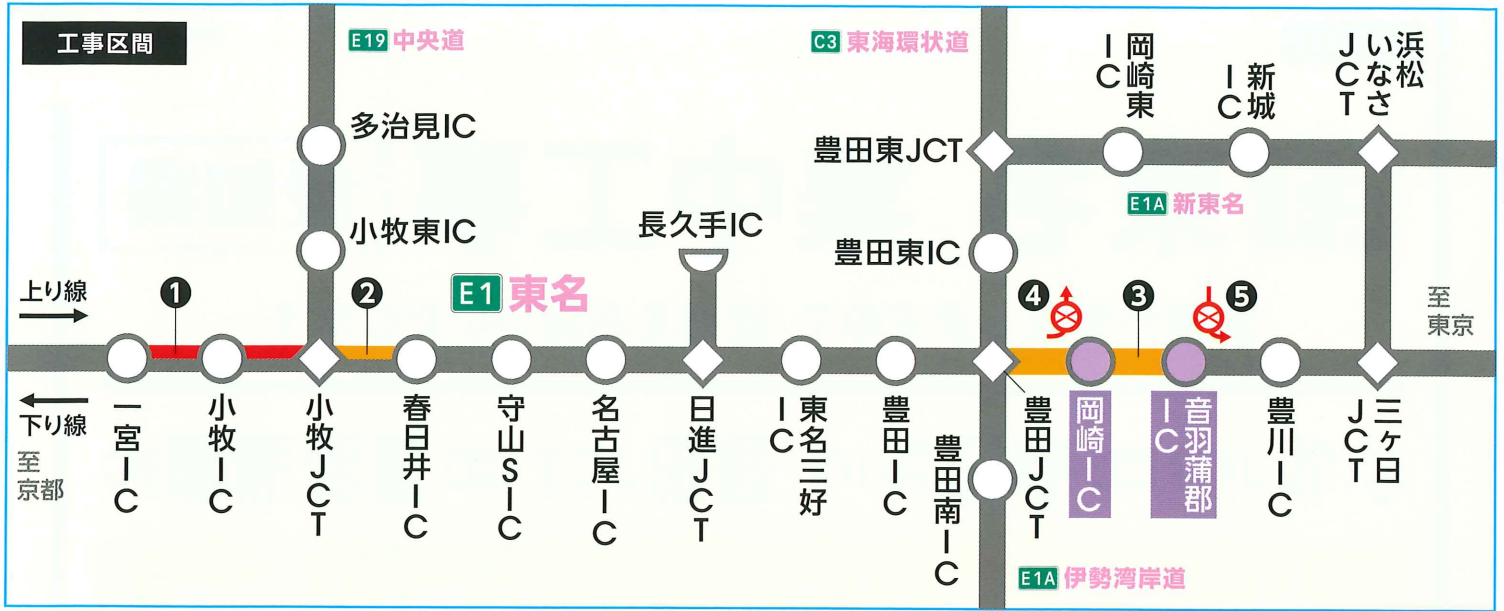 工事区間
E19 中央道
C3 東海環状道
岡崎東IC
新城IC
浜松いなさJCT
多治見IC
豊田東JCT
E1A 新東名
小牧東IC
長久手IC
豊田東IC
E1 東名
上り線
1
2
4
3
5
至東京
下り線
至京都
一宮IC
小牧IC
小牧JCT
春日井IC
守山SIC
名古屋IC
日進JCT
東名三好IC
豊田IC
豊田南IC
豊田JCT
岡崎IC
音羽蒲郡IC
豊川IC
三ヶ日JCT
E1A 伊勢湾岸道